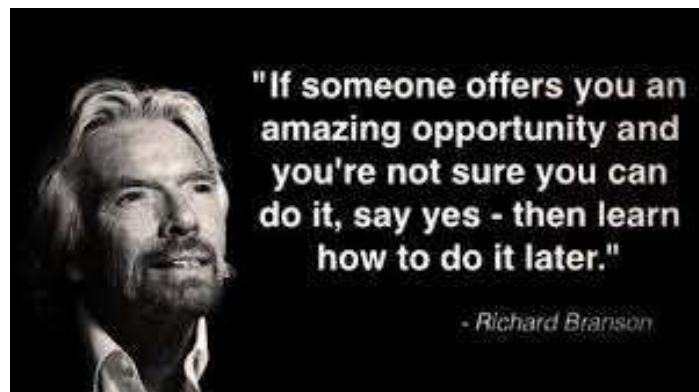 "If someone offers you an
amazing opportunity and
you're not sure you can
do it, say yes - then learn
how to do it later."
- Richard Branson